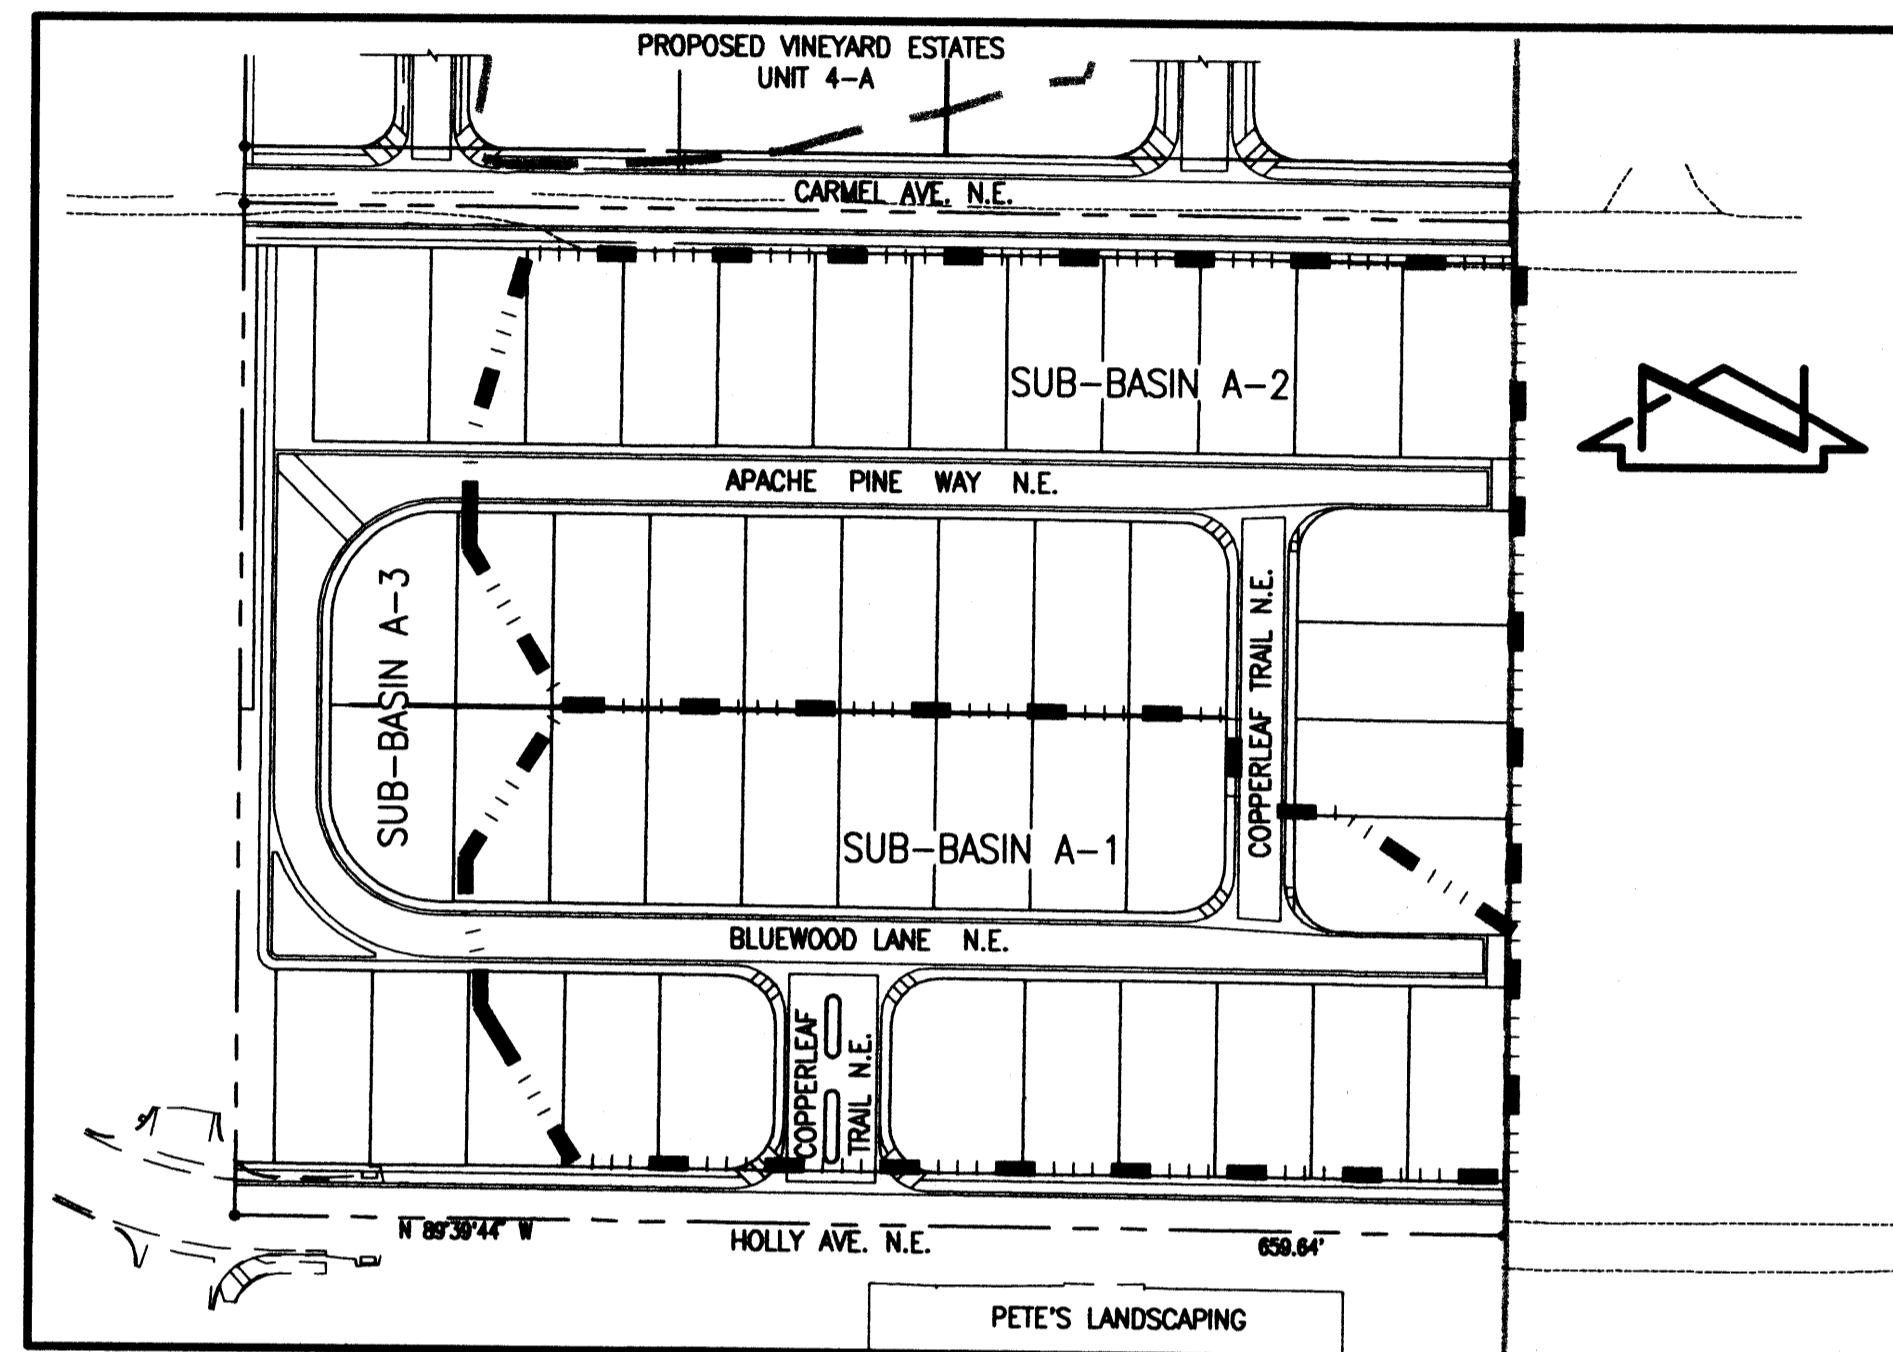 PROPOSED VINEYARD ESTATES
UNIT 4-A
CARMEL AVE. N.E.
SUB-BASIN A-2
APACHE PINE WAY N.E.
SUB-BASIN A-3
COPPERLEAF TRAIL N.E.
SUB-BASIN A-1
BLUEWOOD LANE N.E.
COPPERLEAF
TRAIL N.E.
N 89°39'44" W
HOLLY AVE. N.E.
659.64'
PETE'S LANDSCAPING